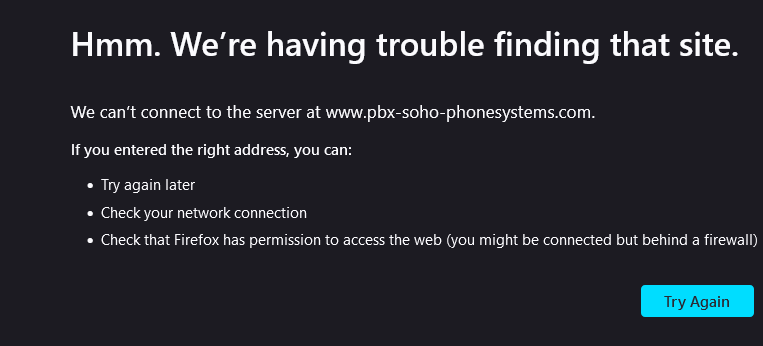 Hmm. We’re having trouble finding that site.
We can’t connect to the server at www.pbx-soho-phonesystems.com.
If you entered the right address, you can:
• Try again later
• Check your network connection
• Check that Firefox has permission to access the web (you might be connected but behind a firewall)
Try Again